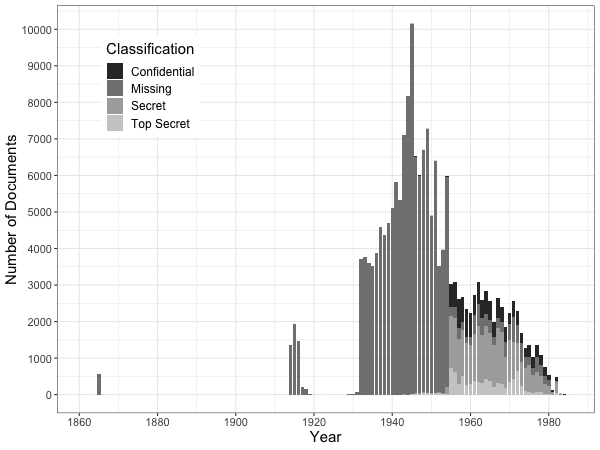 Classification
Confidential
Missing
Secret
Top Secret
Number of Documents
10000
9000
8000
7000
6000
5000
4000
3000
2000
1000
0
1860 1880 1900 1920 1940 1960 1980
Year